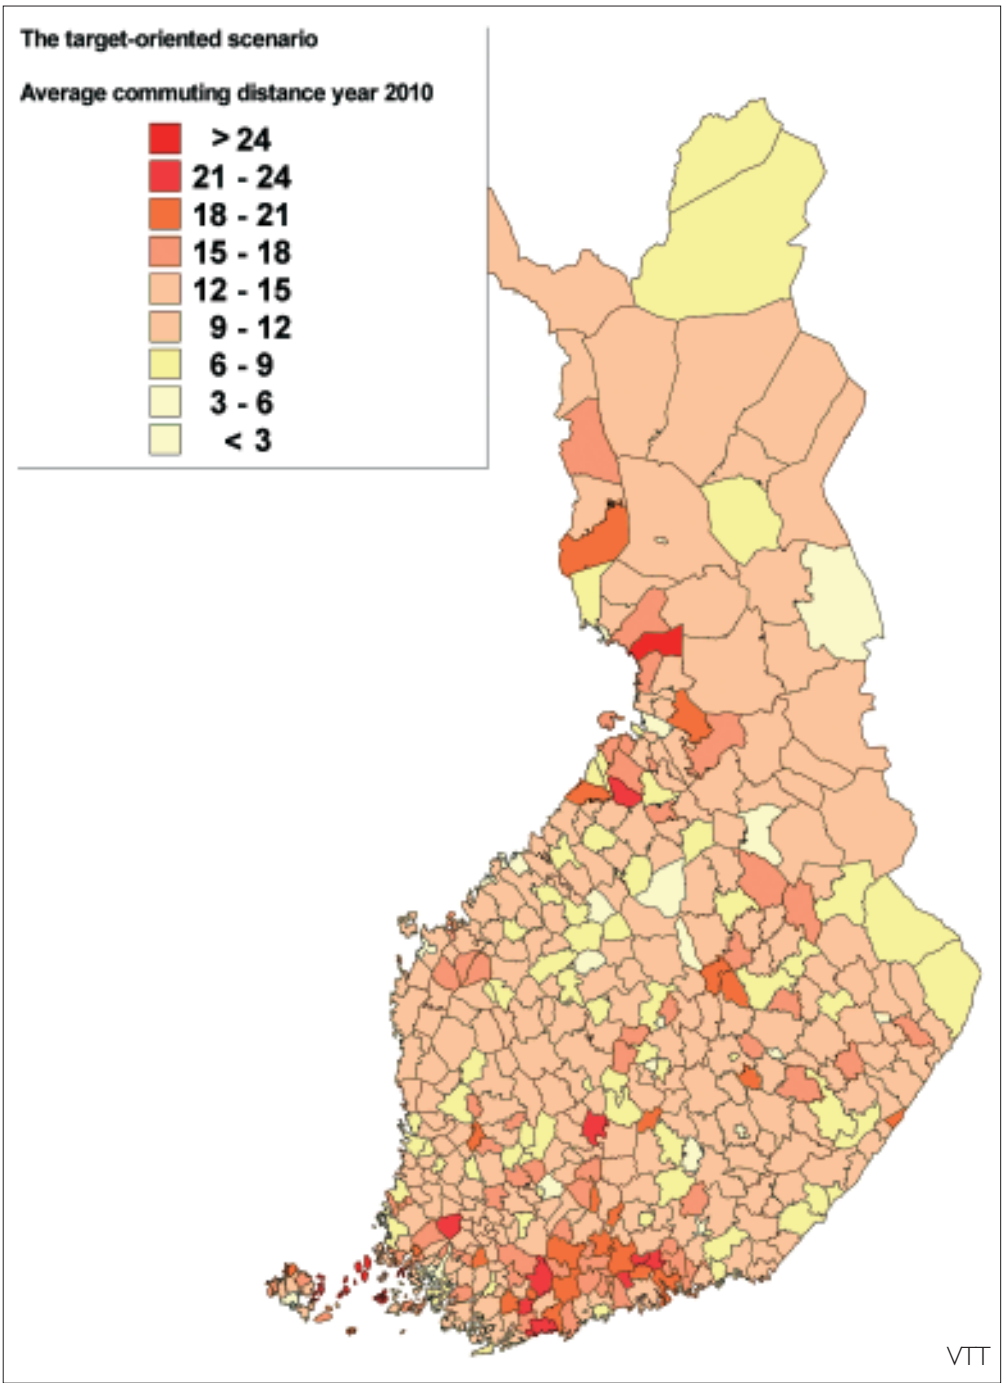 The target-oriented scenario
Average commuting distance year 2010
> 24
21 - 24
18 - 21
15 - 18
12 - 15
9 - 12
6 - 9
3 - 6
< 3
VTT